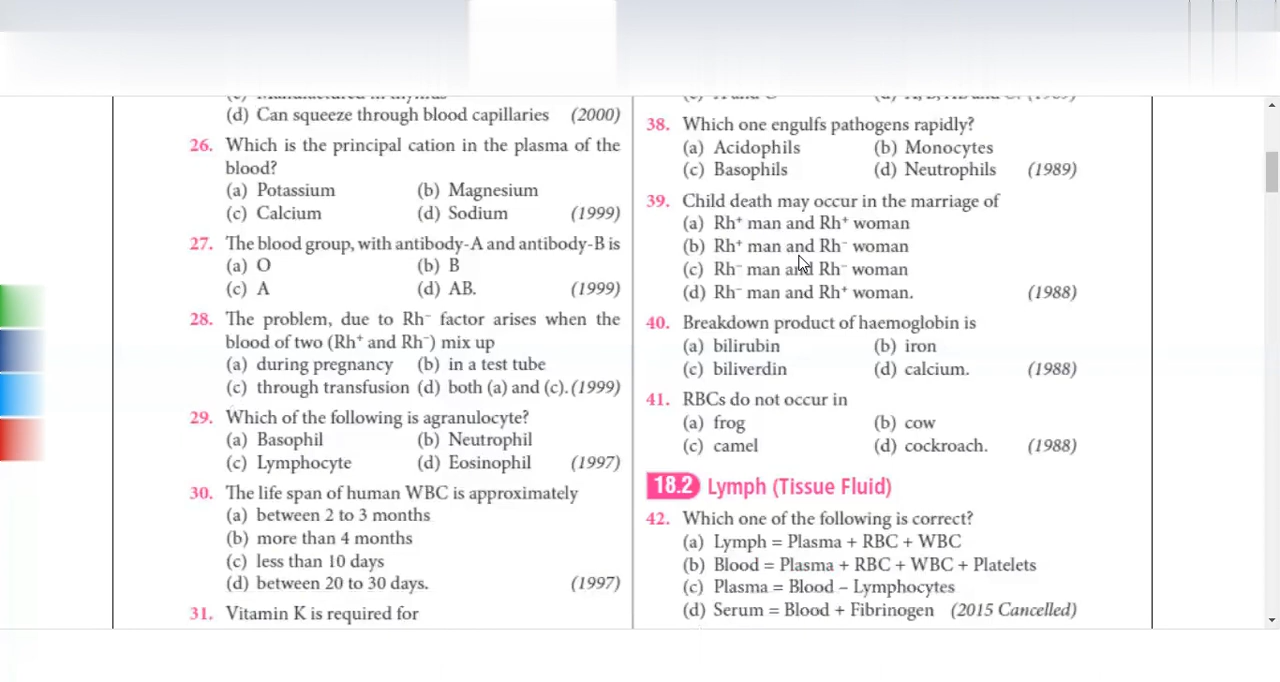 (d) Can squeeze through blood capillaries (2000)
26. Which is the principal cation in the plasma of the
blood?
(a) Potassium (b) Magnesium
(c) Calcium (d) Sodium (1999)
27. The blood group, with antibody-A and antibody-B is
(a) O (b) B
(c) A (d) AB. (1999)
28. The problem, due to Rh⁻ factor arises when the
blood of two (Rh⁺ and Rh⁻) mix up
(a) during pregnancy (b) in a test tube
(c) through transfusion (d) both (a) and (c). (1999)
29. Which of the following is agranulocyte?
(a) Basophil (b) Neutrophil
(c) Lymphocyte (d) Eosinophil (1997)
30. The life span of human WBC is approximately
(a) between 2 to 3 months
(b) more than 4 months
(c) less than 10 days
(d) between 20 to 30 days. (1997)
31. Vitamin K is required for
38. Which one engulfs pathogens rapidly?
(a) Acidophils (b) Monocytes
(c) Basophils (d) Neutrophils (1989)
39. Child death may occur in the marriage of
(a) Rh⁺ man and Rh⁺ woman
(b) Rh⁺ man and Rh⁻ woman
(c) Rh⁻ man and Rh⁻ woman
(d) Rh⁻ man and Rh⁺ woman. (1988)
40. Breakdown product of haemoglobin is
(a) bilirubin (b) iron
(c) biliverdin (d) calcium. (1988)
41. RBCs do not occur in
(a) frog (b) cow
(c) camel (d) cockroach. (1988)
18.2 Lymph (Tissue Fluid)
42. Which one of the following is correct?
(a) Lymph = Plasma + RBC + WBC
(b) Blood = Plasma + RBC + WBC + Platelets
(c) Plasma = Blood – Lymphocytes
(d) Serum = Blood + Fibrinogen (2015 Cancelled)